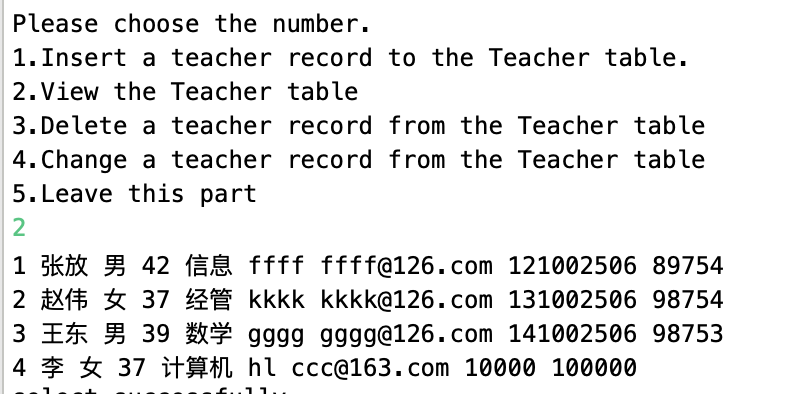 Please choose the number.
1.Insert a teacher record to the Teacher table.
2.View the Teacher table
3.Delete a teacher record from the Teacher table
4.Change a teacher record from the Teacher table
5.Leave this part
2
1 张放 男 42 信息 ffff ffff@126.com 121002506 89754
2 赵伟 女 37 经管 kkkk kkkk@126.com 131002506 98754
3 王东 男 39 数学 gggg gggg@126.com 141002506 98753
4 李 女 37 计算机 hl ccc@163.com 10000 100000
select successfully